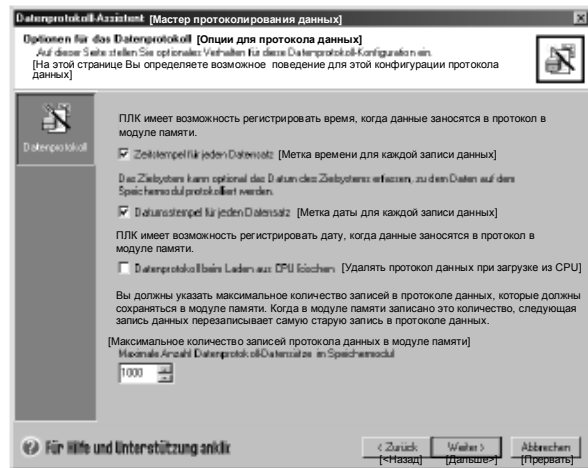 Datenprotokoll-Assistent [Мастер протоколирования данных]
Optionen für das Datenprotokoll [Опции для протокола данных]
Auf dieser Seite stellen Sie optionales Verhalten für diese Datenprotokoll-Konfiguration ein.
[На этой странице Вы определяете возможное поведение для этой конфигурации протокола
данных]
Datenprotokoll
ПЛК имеет возможность регистрировать время, когда данные заносятся в протокол в
модуле памяти.
Zeitstempel für jeden Datensatz [Метка времени для каждой записи данных]
Das Zielsystem kann optional das Datum des Zielsystems erfassen, zu dem Daten auf dem
Speichermodul protokolliert werden.
Datumsstempel für jeden Datensatz [Метка даты для каждой записи данных]
ПЛК имеет возможность регистрировать дату, когда данные заносятся в протокол в
модуле памяти.
Datenprotokoll beim Laden aus CPU löschen [Удалять протокол данных при загрузке из CPU]
Вы должны указать максимальное количество записей в протоколе данных, которые должны
сохраняться в модуле памяти. Когда в модуле памяти записано это количество, следующая
запись данных перезаписывает самую старую запись в протоколе данных.
[Максимальное количество записей протокола данных в модуле памяти]
Maximale Anzahl Datenprotokoll-Datensätze im Speichermodul
1000
Für Hilfe und Unterstützung anklik
< Zurück Weiter > Abbrechen
[<Назад] [Дальше>] [Прервать]